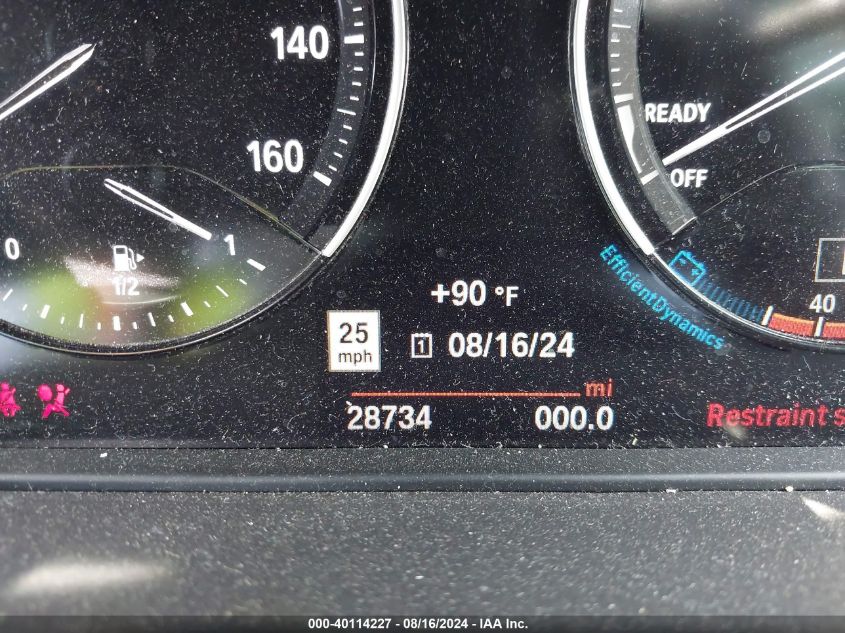 140
160
READY
OFF
0
1
1/2
+90 °F
EfficientDynamics
40
25
mph
1
08/16/24
mi
28734
000.0
Restraint
000-40114227 - 08/16/2024 - IAA Inc.